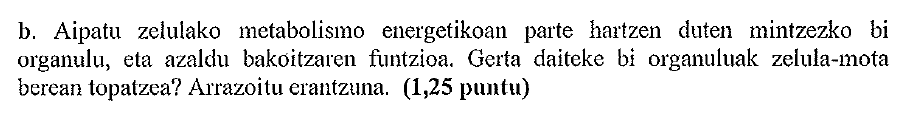 b. Aipatu zelulako metabolismo energetikoan parte hartzen duten mintzezko bi
organulu, eta azaldu bakoitzaren funtzioa. Gerta daiteke bi organuluak zelula-mota
berean topatzea? Arrazoitu erantzuna. (1,25 puntu)